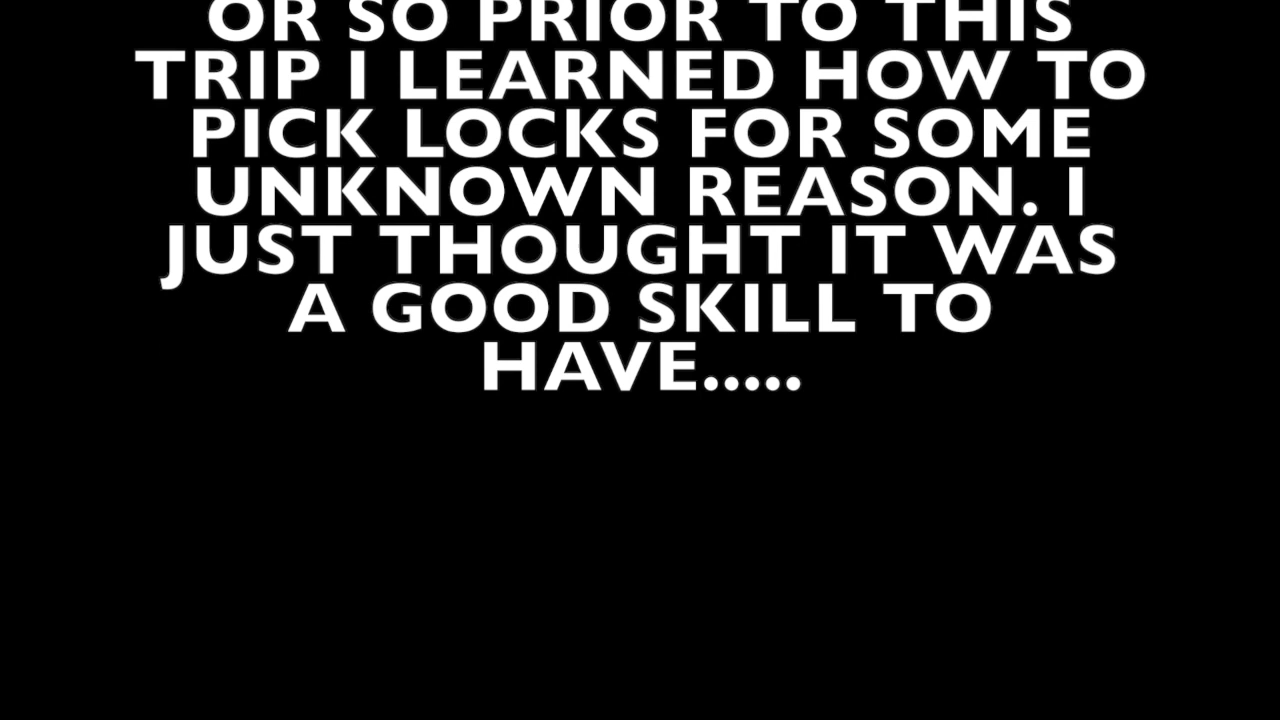 OR SO PRIOR TO THIS
TRIP I LEARNED HOW TO
PICK LOCKS FOR SOME
UNKNOWN REASON. I
JUST THOUGHT IT WAS
A GOOD SKILL TO
HAVE.....